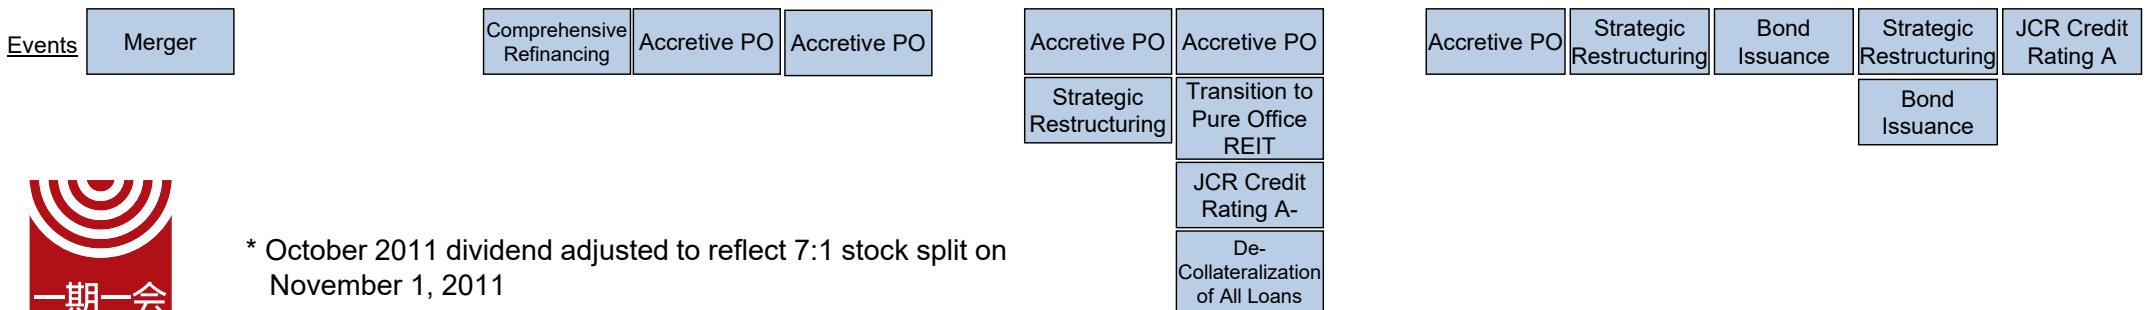 Events
Merger
Comprehensive
Refinancing
Accretive PO
Accretive PO
Accretive PO
Accretive PO
Accretive PO
Strategic
Restructuring
Bond
Issuance
Strategic
Restructuring
JCR Credit
Rating A
Strategic
Restructuring
Transition to
Pure Office
REIT
Bond
Issuance
JCR Credit
Rating A-
De-
Collateralization
of All Loans
* October 2011 dividend adjusted to reflect 7:1 stock split on
November 1, 2011
一期一会